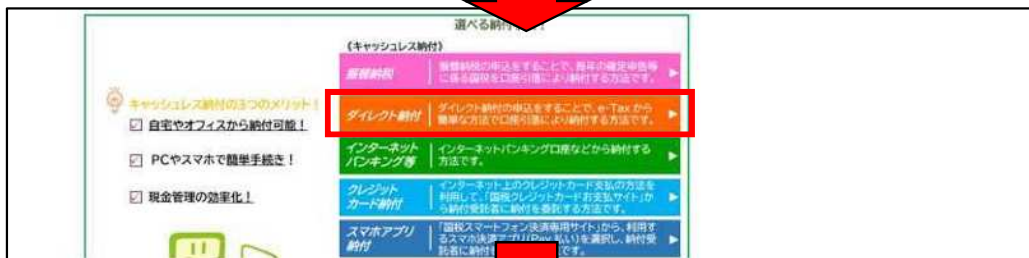 選べる納付
(キャッシュレス納付)
振替納税
振替納税の申込をすることで、毎年の確定申告等
に係る国税を口座引落により納付する方法です。
キャッシュレス納付の3つのメリット!
自宅やオフィスから納付可能!
PCやスマホで簡単手続き!
現金管理の効率化!
ダイレクト納付
ダイレクト納付の申込をすることで、e-Taxから
簡単な方法で口座引落により納付する方法です。
インターネット
バンキング等
インターネットバンキング口座などから納付する
方法です。
クレジット
カード納付
インターネット上のクレジットカード支払の方法を
利用して、「国税クレジットカードお支払サイト」か
ら納付受託者に納付を委託する方法です。
スマホアプリ
納付
「国税スマートフォン決済専用サイト」から、利用す
るスマホ決済アプリ(Pay払い)を選択し、納付受
託者に納付
です。